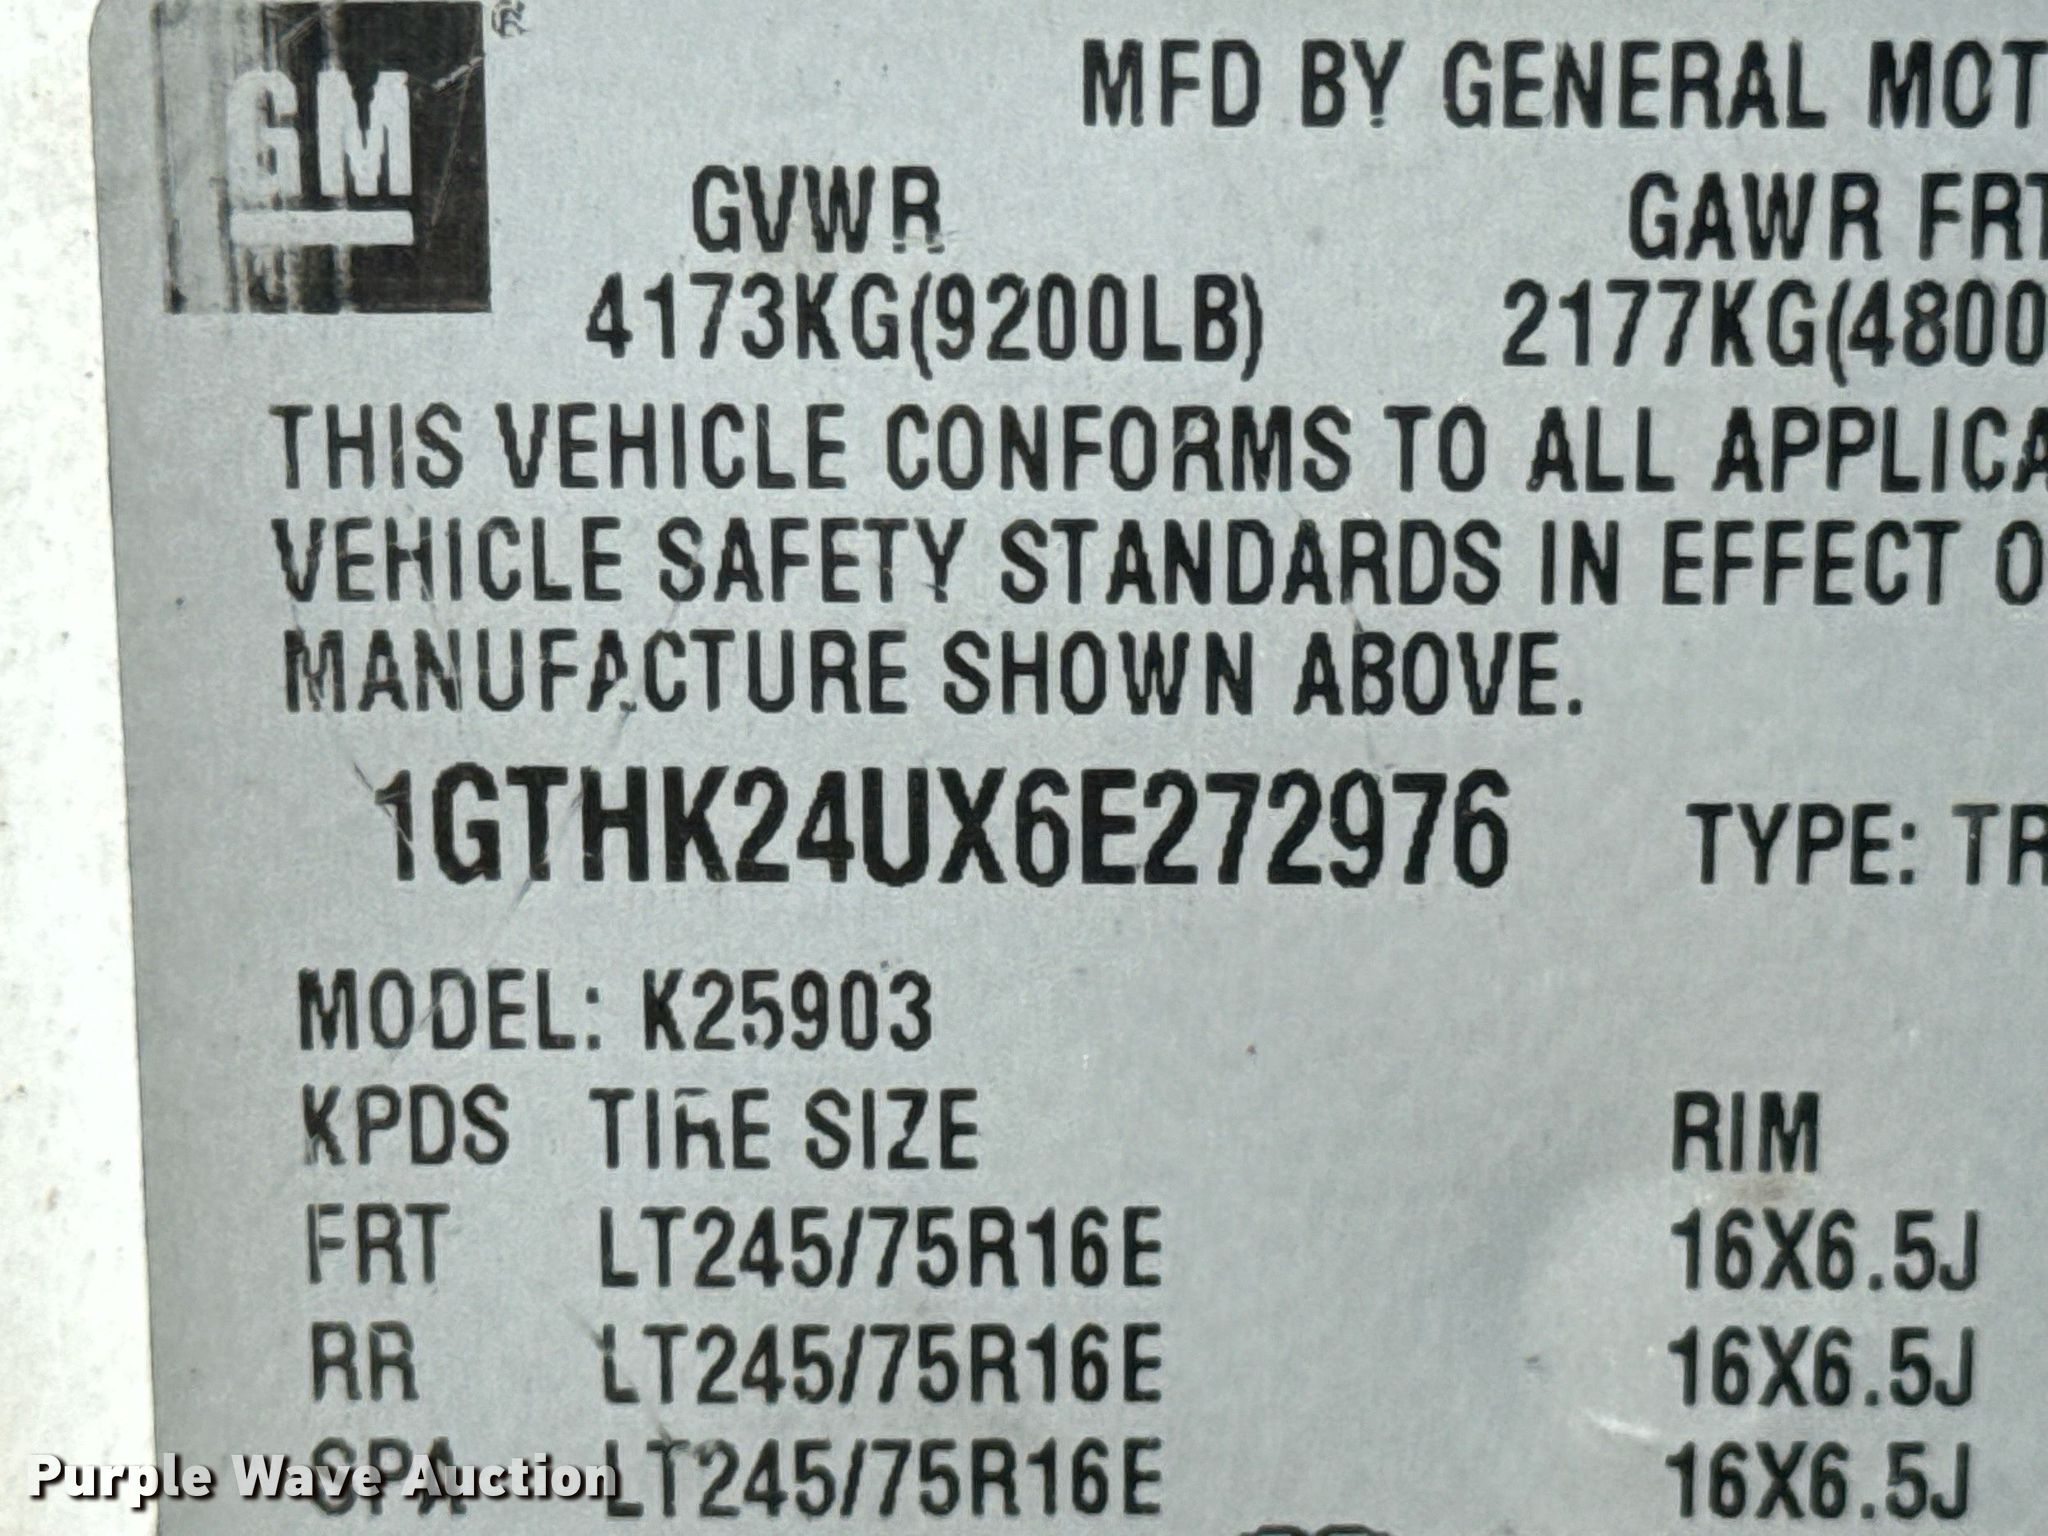 GM
MFD BY GENERAL MOT
GVWR GAWR FRT
4173KG(9200LB) 2177KG(4800
THIS VEHICLE CONFORMS TO ALL APPLICA
VEHICLE SAFETY STANDARDS IN EFFECT O
MANUFACTURE SHOWN ABOVE.
1GTHK24UX6E272976 TYPE: TR
MODEL: K25903
KPDS TIRE SIZE RIM
FRT LT245/75R16E 16X6.5J
RR LT245/75R16E 16X6.5J
SPA LT245/75R16E 16X6.5J
Purple Wave Auction